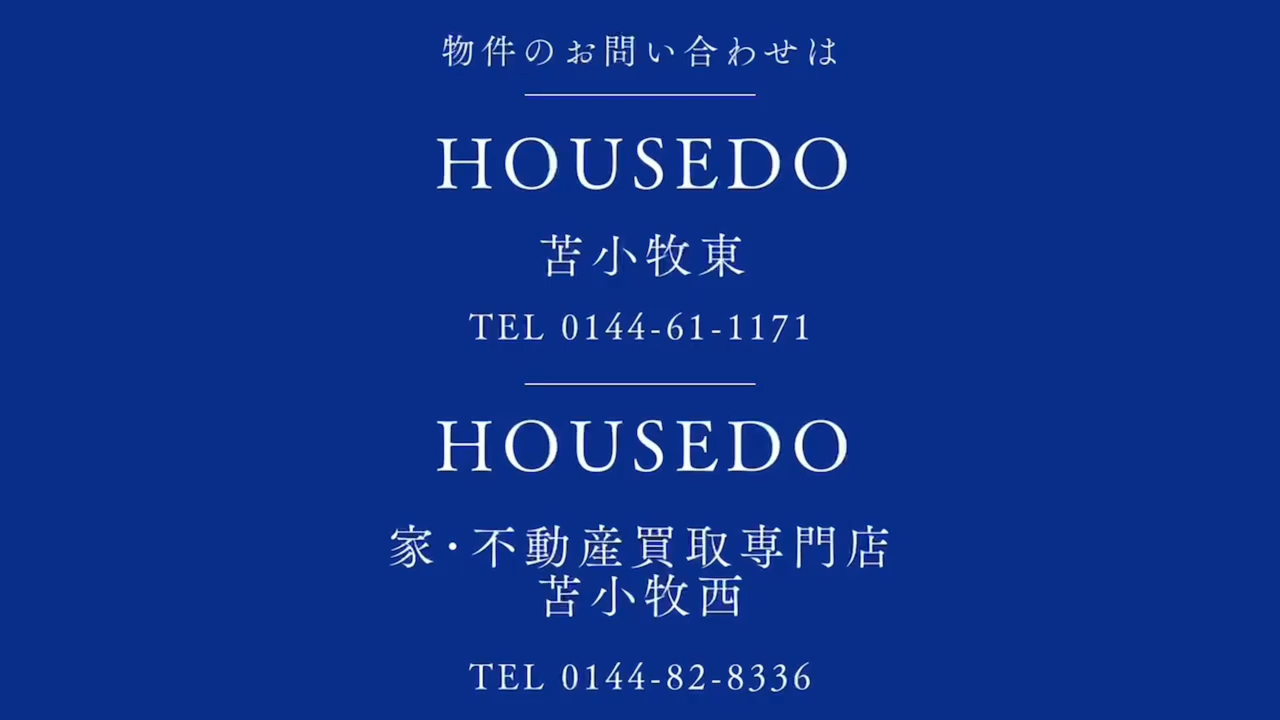 物件のお問い合わせは
HOUSEDO
苫小牧東
TEL 0144-61-1171
HOUSEDO
家・不動産買取専門店
苫小牧西
TEL 0144-82-8336